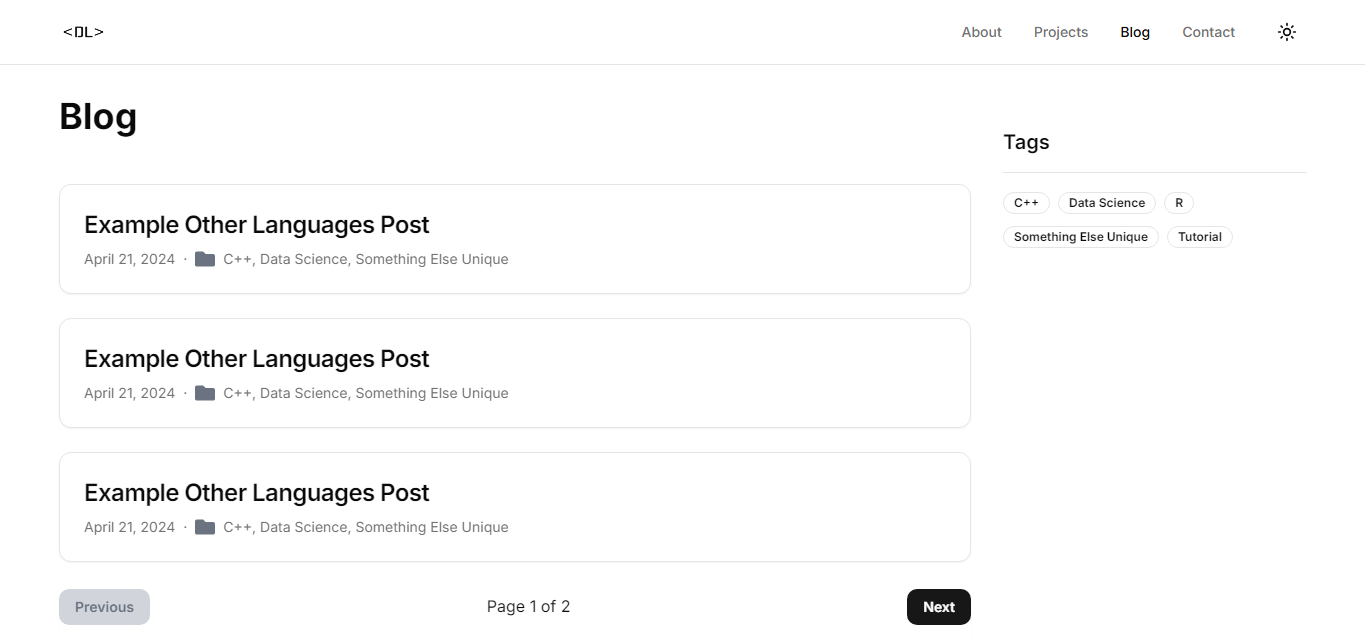 <DL>
About Projects Blog Contact
Blog
Example Other Languages Post
April 21, 2024 · C++, Data Science, Something Else Unique
Example Other Languages Post
April 21, 2024 · C++, Data Science, Something Else Unique
Example Other Languages Post
April 21, 2024 · C++, Data Science, Something Else Unique
Previous Page 1 of 2 Next
Tags
C++ Data Science R
Something Else Unique Tutorial